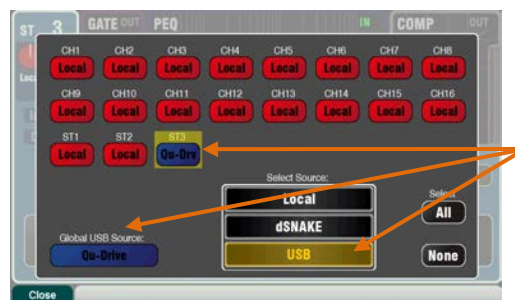 ST 3 GATE OUT PEQ IN COMP OUT
CH1 CH2 CH3 CH4 CH5 CH6 CH7 CH8
Local Local Local Local Local Local Local Local
CH9 CH10 CH11 CH12 CH13 CH14 CH15 CH16
Local Local Local Local Local Local Local Local
ST1 ST2 ST3
Local Local Qu-Drv
Select Source:
Local
dSNAKE
USB
Select
All
None
Global USB Source:
Qu-Drive
Close